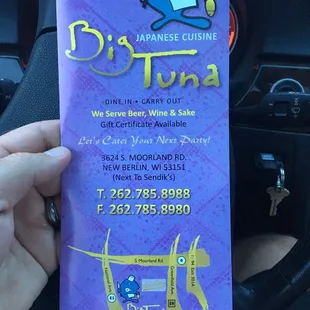 Big
JAPANESE CUISINE
Tuna
DINE IN • CARRY OUT
We Serve Beer, Wine & Sake
Gift Certificate Available
Let's Cater Your Next Party!
3624 S. MOORLAND RD.
NEW BERLIN, WI 53151
(Next To Sendik's)
T. 262.785.8988
F. 262.785.8980
S Moorland Rd